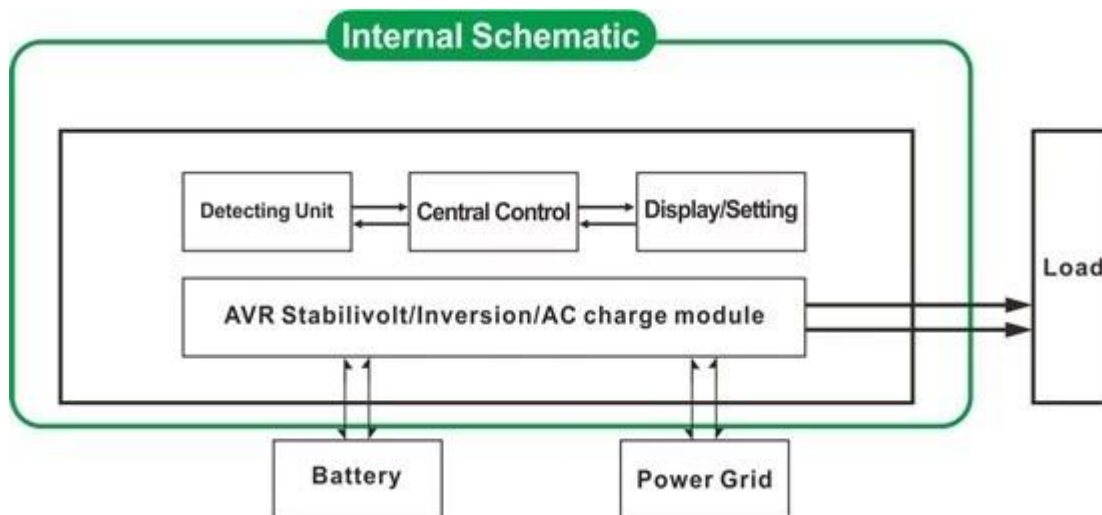 Internal Schematic
Detecting Unit
Central Control
Display/Setting
Load
AVR Stabilivolt/Inversion/AC charge module
Battery
Power Grid